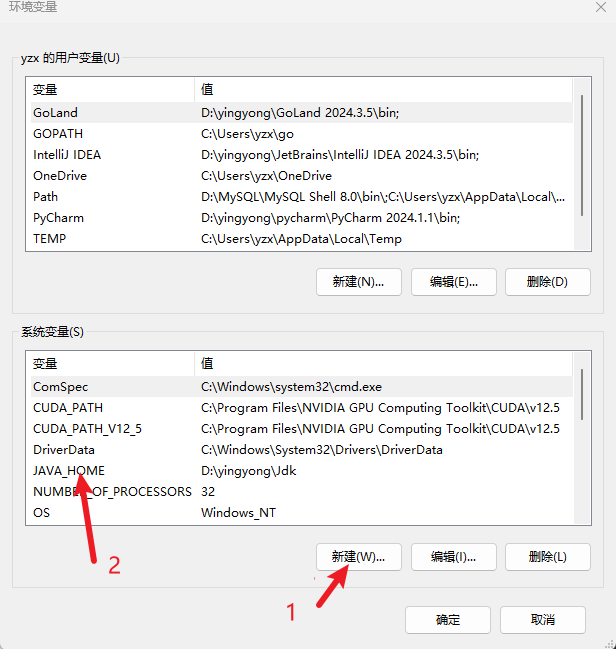 环境变量
yzx 的用户变量(U)
变量 值
GoLand D:\yingyong\GoLand 2024.3.5\bin;
GOPATH C:\Users\yzx\go
IntelliJ IDEA D:\yingyong\JetBrains\IntelliJ IDEA 2024.3.5\bin;
OneDrive C:\Users\yzx\OneDrive
Path D:\MySQL\MySQL Shell 8.0\bin\;C:\Users\yzx\AppData\Local\...
PyCharm D:\yingyong\pycharm\PyCharm 2024.1.1\bin;
TEMP C:\Users\yzx\AppData\Local\Temp
新建(N)... 编辑(E)... 删除(D)
系统变量(S)
变量 值
ComSpec C:\Windows\system32\cmd.exe
CUDA_PATH C:\Program Files\NVIDIA GPU Computing Toolkit\CUDA\v12.5
CUDA_PATH_V12_5 C:\Program Files\NVIDIA GPU Computing Toolkit\CUDA\v12.5
DriverData C:\Windows\System32\Drivers\DriverData
JAVA_HOME D:\yingyong\Jdk
NUMBER_OF_PROCESSORS 32
OS Windows_NT
新建(W)... 编辑(I)... 删除(L)
2
1
确定 取消